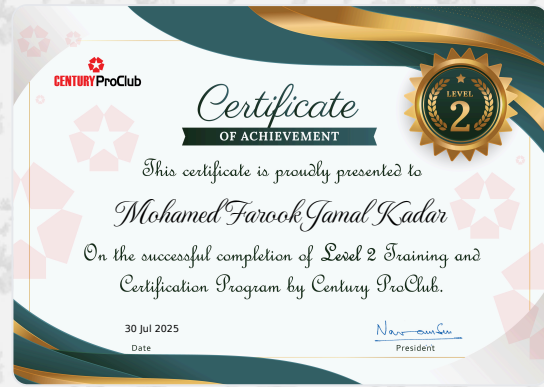 CENTURY ProClub
LEVEL
2
Certificate
OF ACHIEVEMENT
This certificate is proudly presented to
Mohamed Farook Jamal Kadar
On the successful completion of Level 2 Training and
Certification Program by Century ProClub.
30 Jul 2025
Date
President